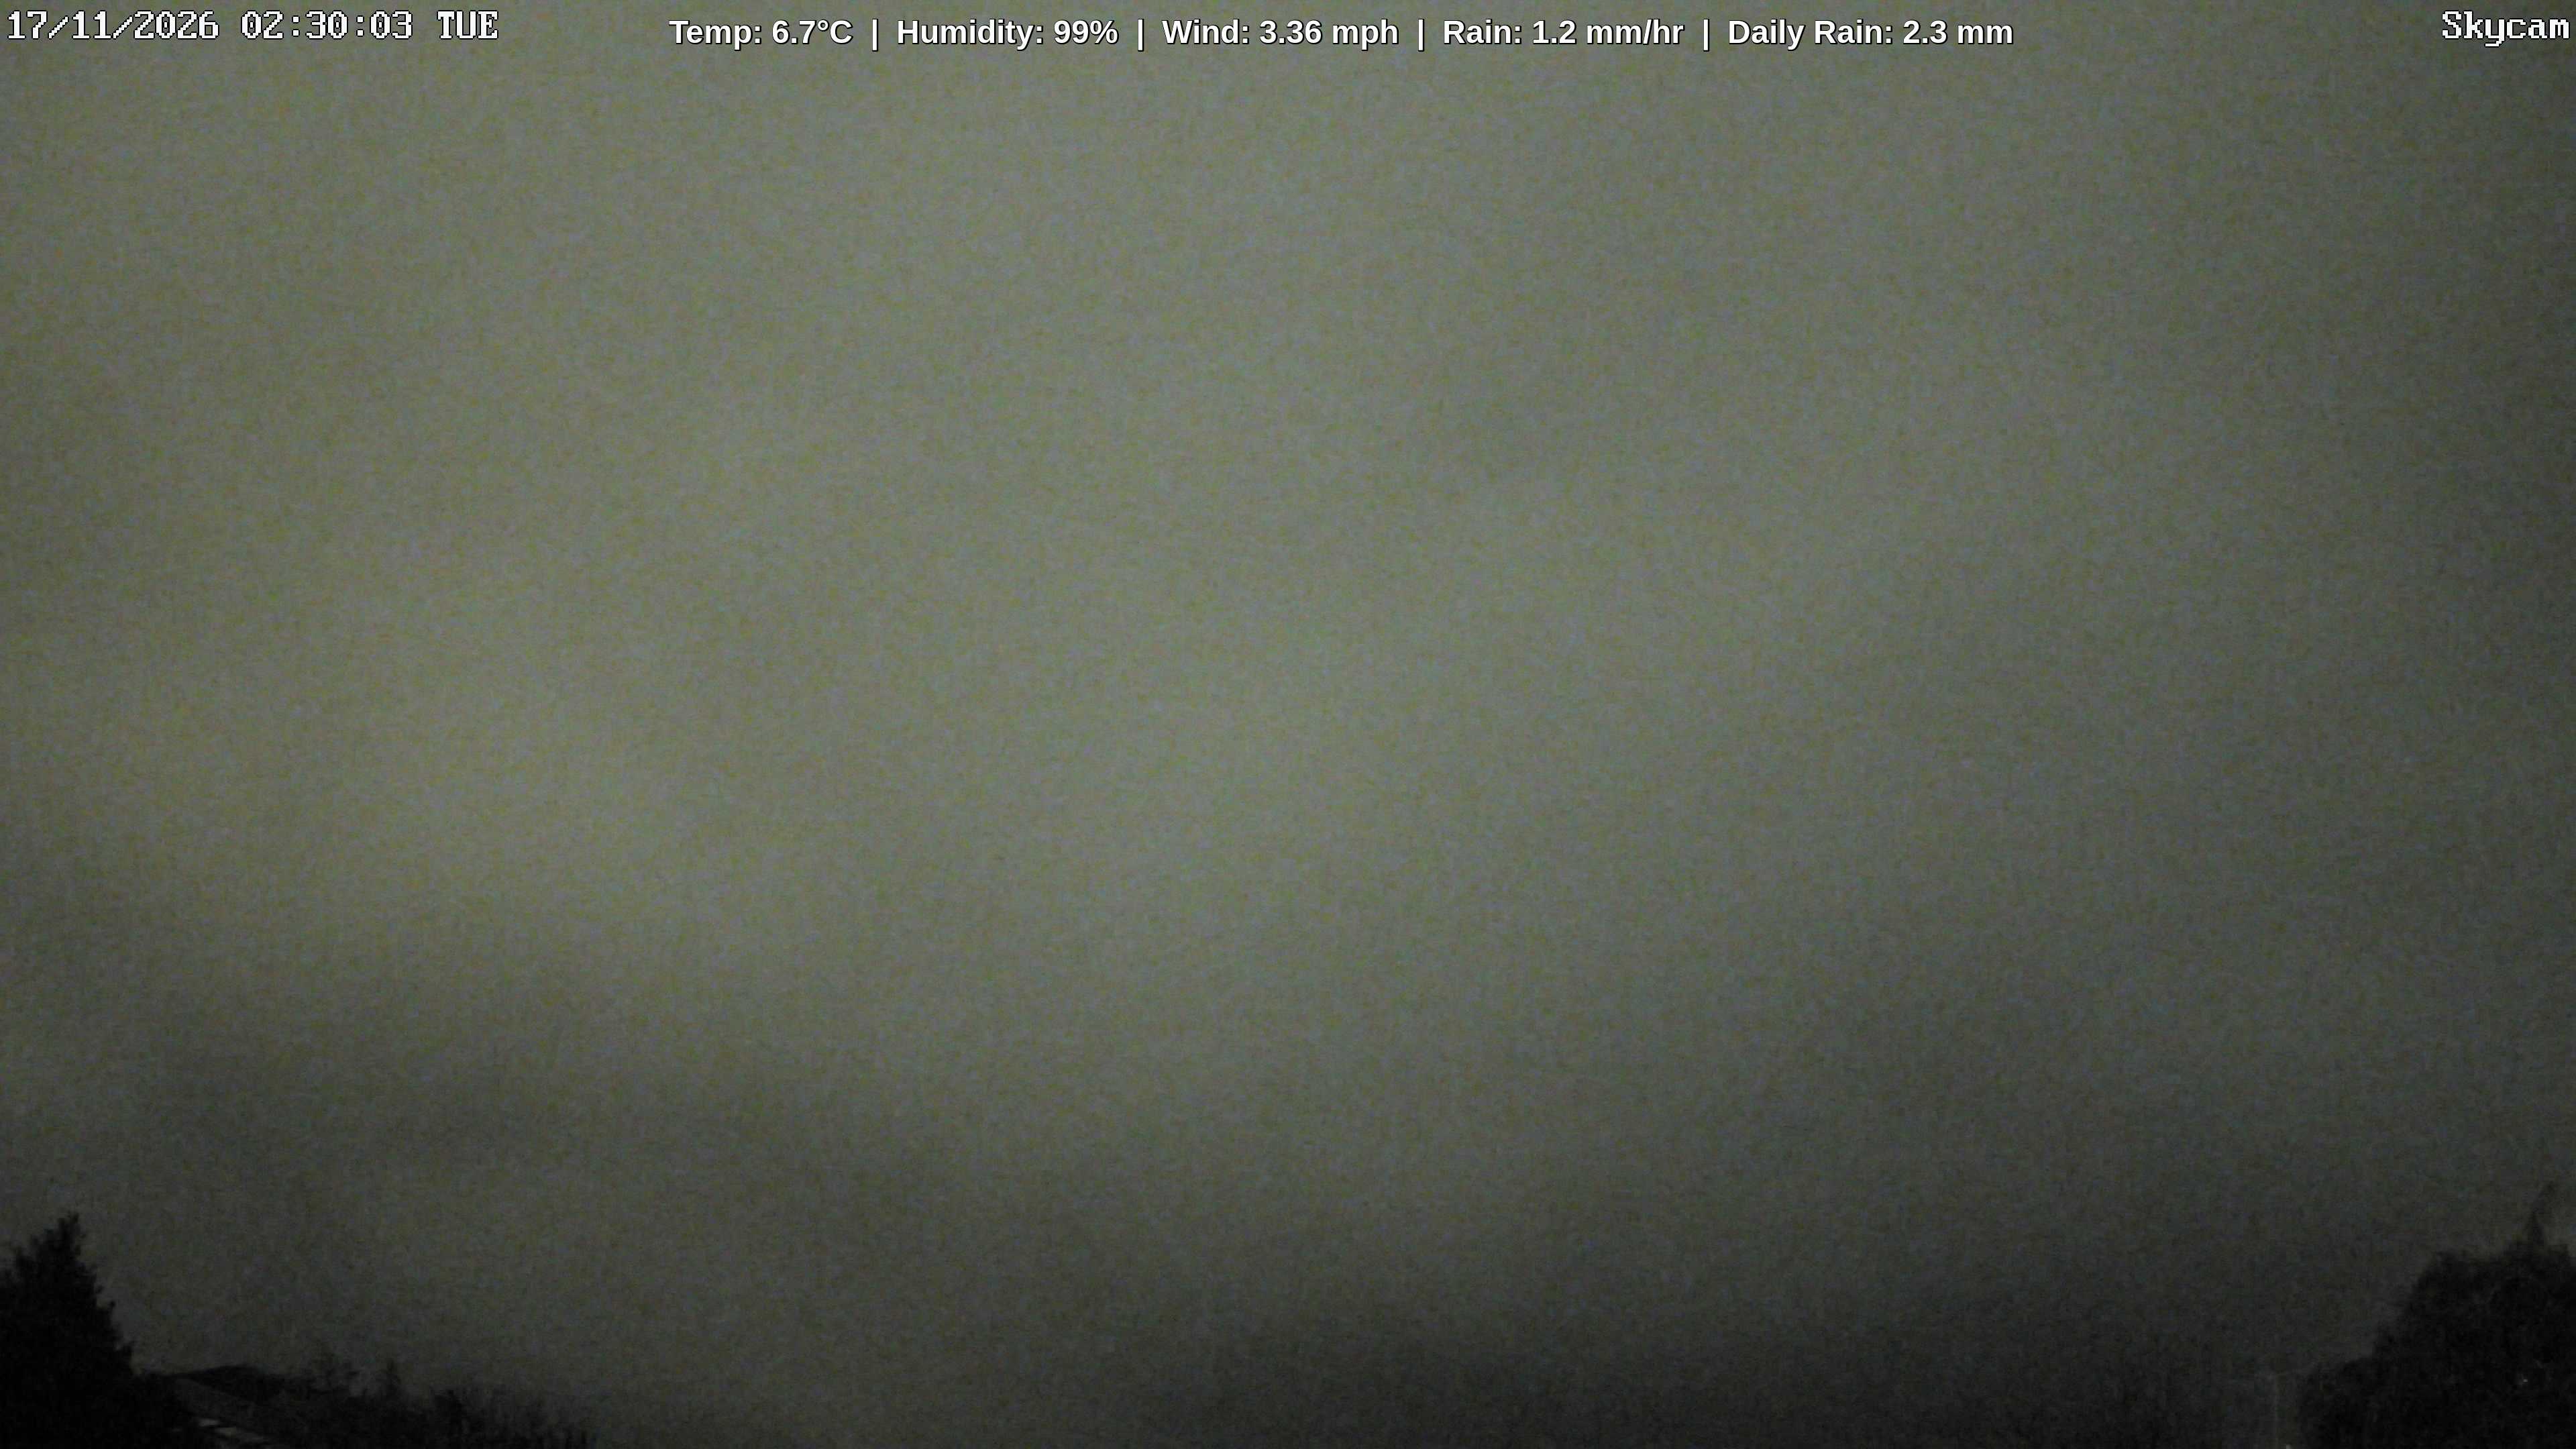 17/11/2026 02:30:03 TUE
Temp: 6.7°C | Humidity: 99% | Wind: 3.36 mph | Rain: 1.2 mm/hr | Daily Rain: 2.3 mm
Skycam